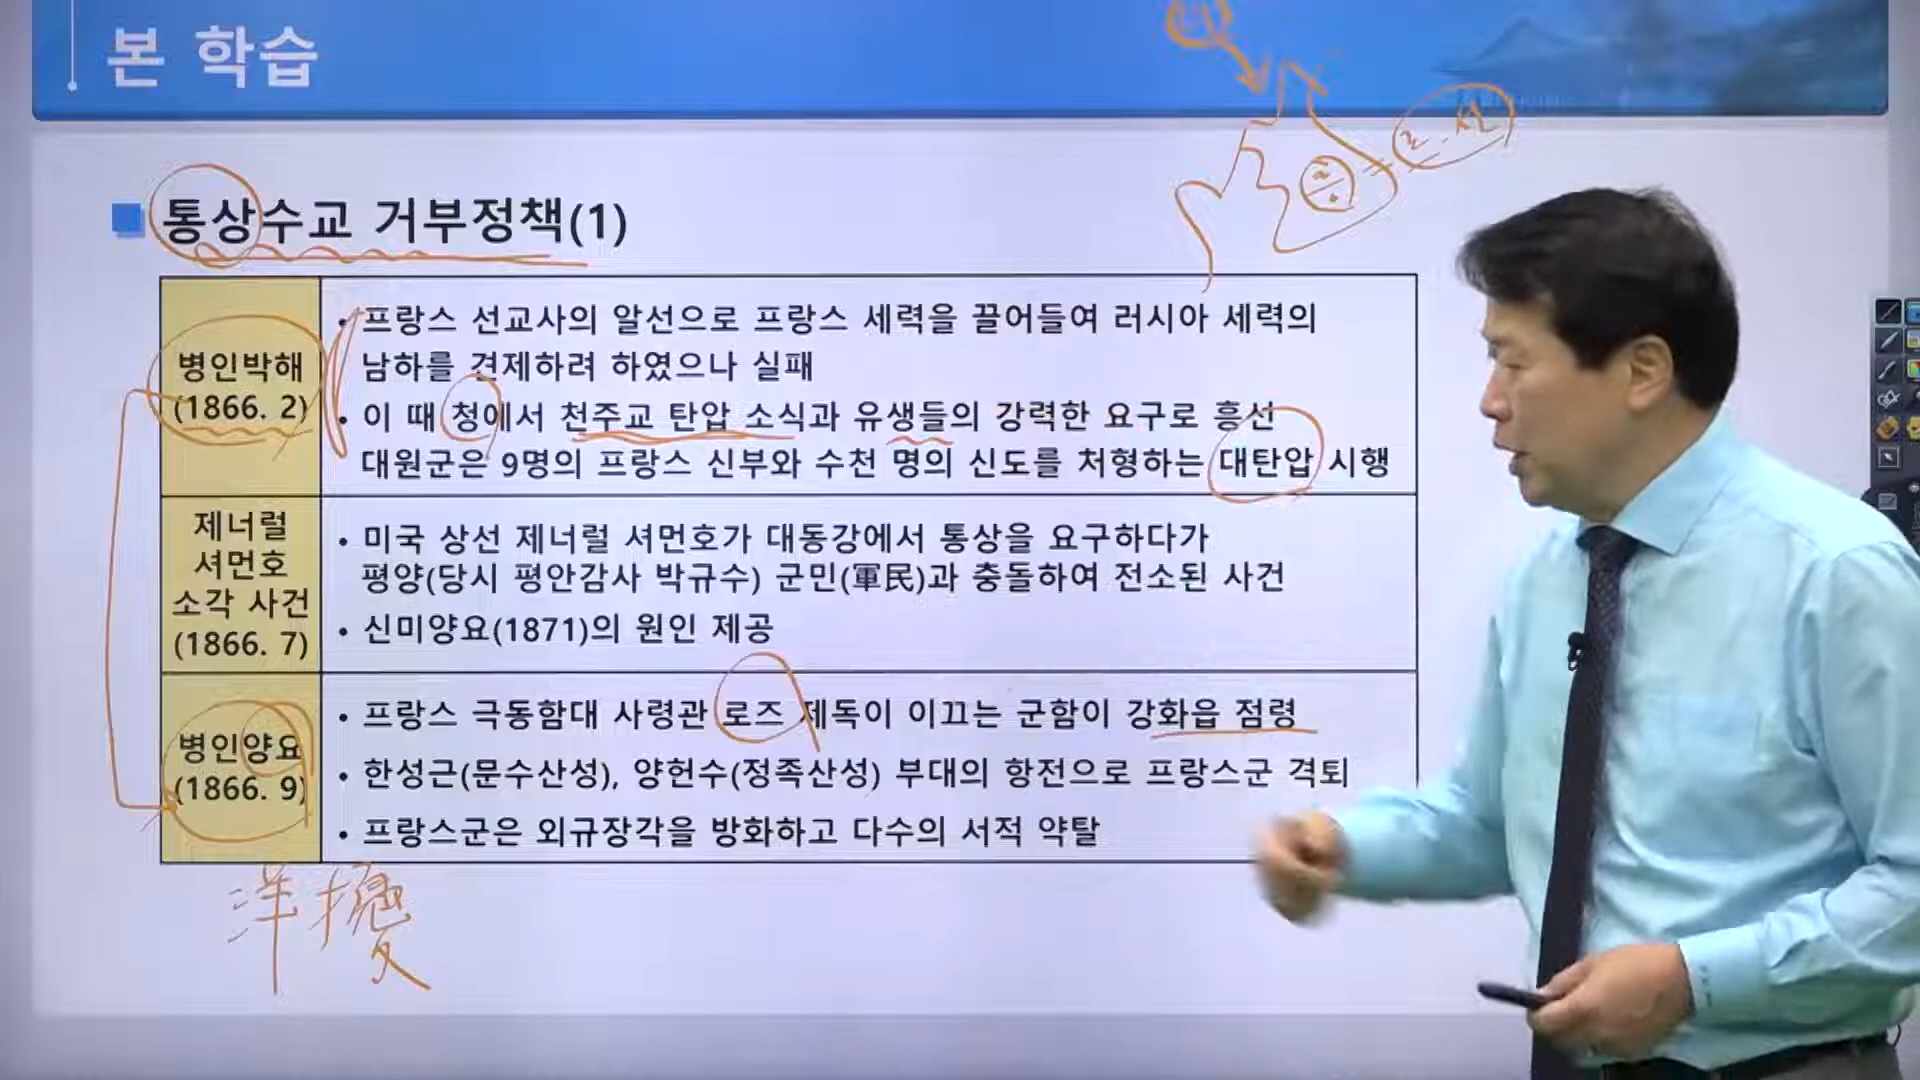 본 학습
통상수교 거부정책(1)
병인박해
(1866. 2)
• 프랑스 선교사의 알선으로 프랑스 세력을 끌어들여 러시아 세력의
남하를 견제하려 하였으나 실패
• 이 때 청에서 천주교 탄압 소식과 유생들의 강력한 요구로 흥선
대원군은 9명의 프랑스 신부와 수천 명의 신도를 처형하는 대탄압 시행
제너럴
셔먼호
소각 사건
(1866. 7)
• 미국 상선 제너럴 셔먼호가 대동강에서 통상을 요구하다가
평양(당시 평안감사 박규수) 군민(軍民)과 충돌하여 전소된 사건
• 신미양요(1871)의 원인 제공
병인양요
(1866. 9)
• 프랑스 극동함대 사령관 로즈 제독이 이끄는 군함이 강화읍 점령
• 한성근(문수산성), 양헌수(정족산성) 부대의 항전으로 프랑스군 격퇴
• 프랑스군은 외규장각을 방화하고 다수의 서적 약탈
洋擾